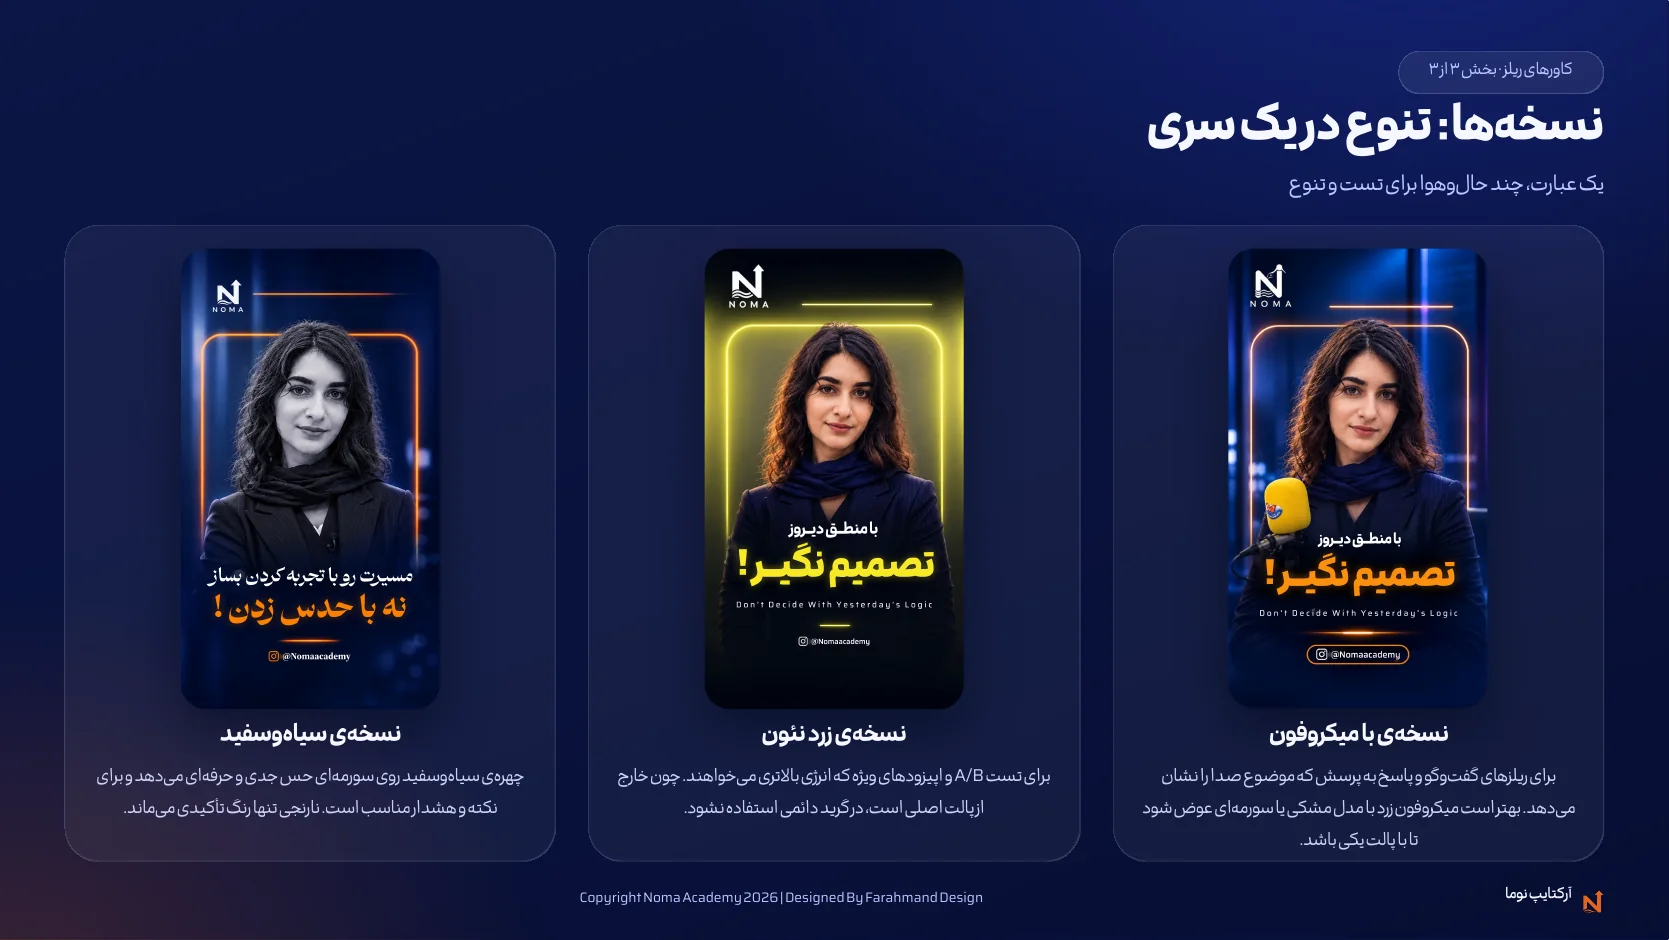 کاورهای ریلز · بخش ۳ از ۳
نسخه‌ها: تنوع در یک سری
یک عبارت، چند حال‌وهوا برای تست و تنوع
NOMA
با منطـق دیـروز
تصمیم نگیـر!
Don't Decide With Yesterday's Logic
@Nomaacademy
نسخه‌ی با میکروفون
برای ریلزهای گفت‌وگو و پاسخ به پرسش که موضوع صدا را نشان
می‌دهد. بهتر است میکروفون زرد با مدل مشکی یا سورمه‌ای عوض شود
تا با پالت یکی باشد.
NOMA
با منطـق دیـروز
تصمیم نگیـر!
Don't Decide With Yesterday's Logic
@Nomaacademy
نسخه‌ی زرد نئون
برای تست A/B و اپیزودهای ویژه که انرژی بالاتری می‌خواهند. چون خارج
از پالت اصلی است، در گرید دائمی استفاده نشود.
NOMA
مسیرت رو با تجربه کردن بساز
نه با حدس زدن !
@Nomaacademy
نسخه‌ی سیاه‌وسفید
چهره‌ی سیاه‌وسفید روی سورمه‌ای حس جدی و حرفه‌ای می‌دهد و برای
نکته و هشدار مناسب است. نارنجی تنها رنگ تأکیدی می‌ماند.
آرکتایپ نوما
Copyright Noma Academy 2026 | Designed By Farahmand Design